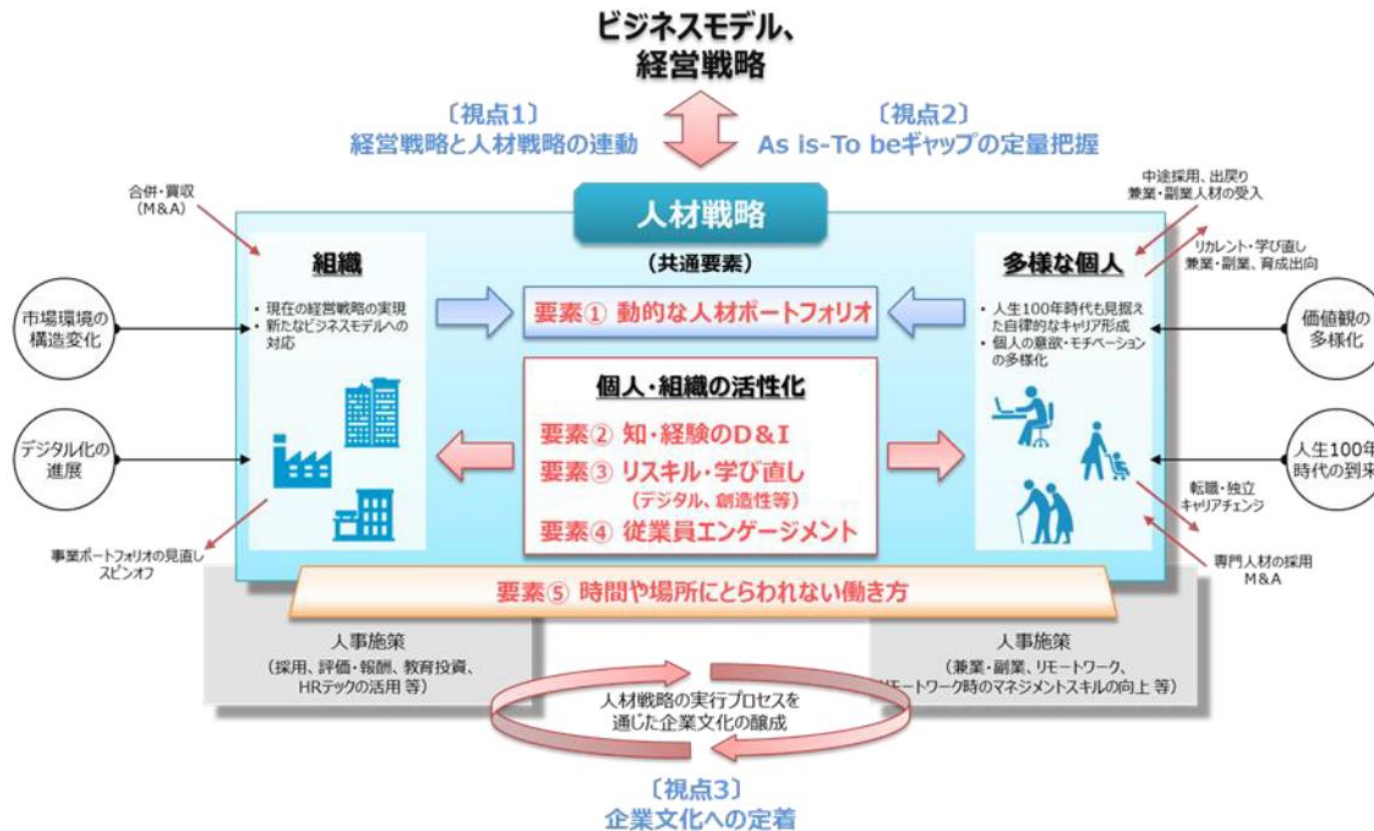 ビジネスモデル、
経営戦略
〔視点1〕
経営戦略と人材戦略の連動
〔視点2〕
As is‐To beギャップの定量把握
合併・買収
(M&A)
中途採用、出戻り
兼業・副業人材の受入
リカレント・学び直し
兼業・副業、育成出向
人材戦略
(共通要素)
組織
• 現在の経営戦略の実現
• 新たなビジネスモデルへの
対応
要素① 動的な人材ポートフォリオ
多様な個人
• 人生100年時代も見据え
た自律的なキャリア形成
• 個人の意欲・モチベーション
の多様化
市場環境の
構造変化
デジタル化の
進展
価値観の
多様化
人生100年
時代の到来
個人・組織の活性化
要素② 知・経験のD&I
要素③ リスキル・学び直し
(デジタル、創造性等)
要素④ 従業員エンゲージメント
転職・独立
キャリアチェンジ
事業ポートフォリオの見直し
スピンオフ
専門人材の採用
M&A
要素⑤ 時間や場所にとらわれない働き方
人事施策
(採用、評価・報酬、教育投資、
HRテックの活用 等)
人事施策
(兼業・副業、リモートワーク、
モートワーク時のマネジメントスキルの向上 等)
人材戦略の実行プロセスを
通じた企業文化の醸成
〔視点3〕
企業文化への定着